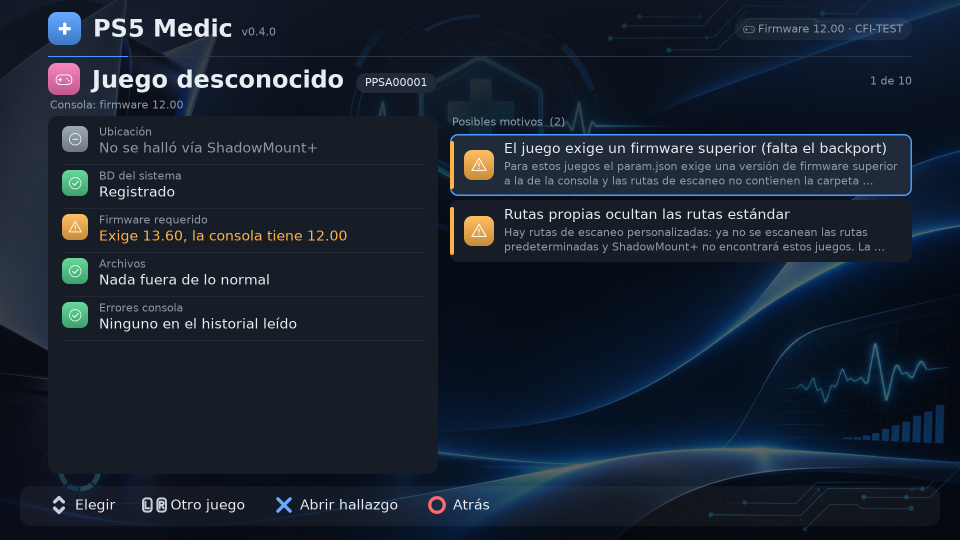 PS5 Medic v0.4.0
Firmware 12.00 · CFI-TEST
Juego desconocido PPSA00001
1 de 10
Consola: firmware 12.00
Ubicación
No se halló vía ShadowMount+
BD del sistema
Registrado
Firmware requerido
Exige 13.60, la consola tiene 12.00
Archivos
Nada fuera de lo normal
Errores consola
Ninguno en el historial leído
Posibles motivos (2)
El juego exige un firmware superior (falta el backport)
Para estos juegos el param.json exige una versión de firmware superior
a la de la consola y las rutas de escaneo no contienen la carpeta ...
Rutas propias ocultan las rutas estándar
Hay rutas de escaneo personalizadas: ya no se escanean las rutas
predeterminadas y ShadowMount+ no encontrará estos juegos. La ...
Elegir
L R Otro juego
Abrir hallazgo
Atrás